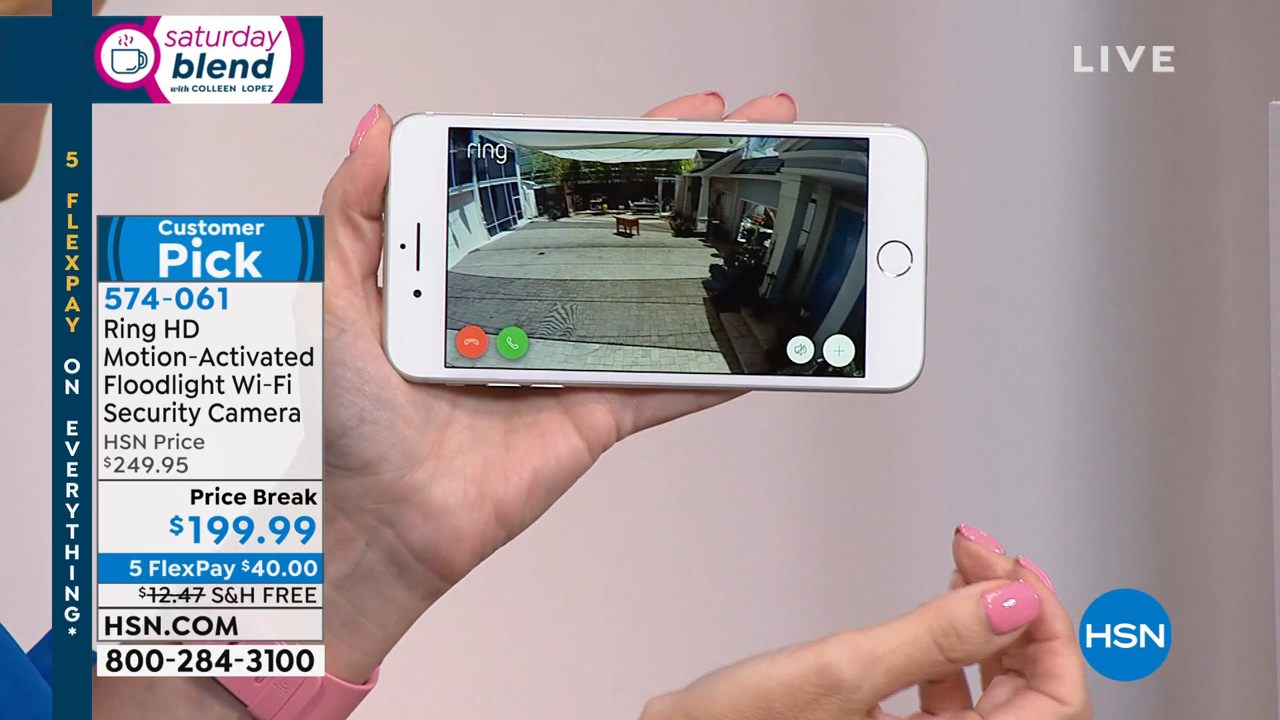 saturday
blend
with COLLEEN LOPEZ
LIVE
5 FLEXPAY ON EVERYTHING*
ring
Customer
Pick
574-061
Ring HD
Motion-Activated
Floodlight Wi-Fi
Security Camera
HSN Price
$249.95
Price Break
$199.99
5 FlexPay $40.00
$12.47 S&H FREE
HSN.COM
800-284-3100
HSN